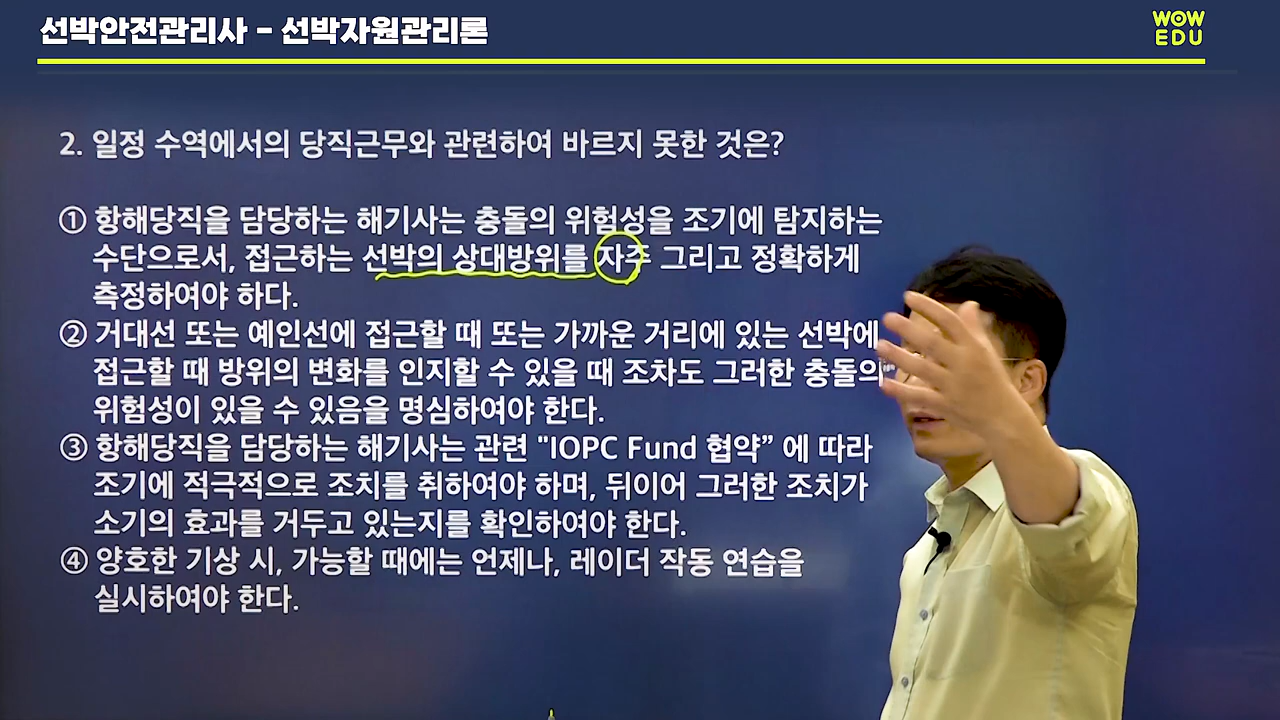 선박안전관리사 - 선박자원관리론
WOW
EDU
2. 일정 수역에서의 당직근무와 관련하여 바르지 못한 것은?
① 항해당직을 담당하는 해기사는 충돌의 위험성을 조기에 탐지하는
수단으로서, 접근하는 선박의 상대방위를 자주 그리고 정확하게
측정하여야 하다.
② 거대선 또는 예인선에 접근할 때 또는 가까운 거리에 있는 선박에
접근할 때 방위의 변화를 인지할 수 있을 때 조차도 그러한 충돌의
위험성이 있을 수 있음을 명심하여야 한다.
③ 항해당직을 담당하는 해기사는 관련 "IOPC Fund 협약” 에 따라
조기에 적극적으로 조치를 취하여야 하며, 뒤이어 그러한 조치가
소기의 효과를 거두고 있는지를 확인하여야 한다.
④ 양호한 기상 시, 가능할 때에는 언제나, 레이더 작동 연습을
실시하여야 한다.